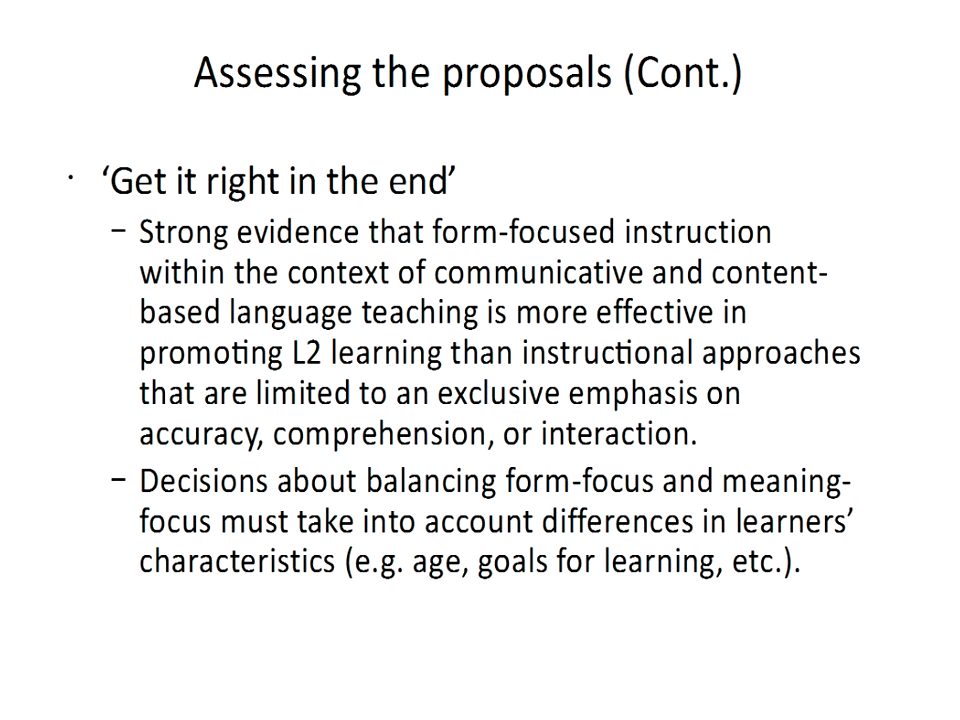 Assessing the proposals (Cont.)
· ‘Get it right in the end’
– Strong evidence that form-focused instruction
within the context of communicative and content-
based language teaching is more effective in
promoting L2 learning than instructional approaches
that are limited to an exclusive emphasis on
accuracy, comprehension, or interaction.
– Decisions about balancing form-focus and meaning-
focus must take into account differences in learners’
characteristics (e.g. age, goals for learning, etc.).